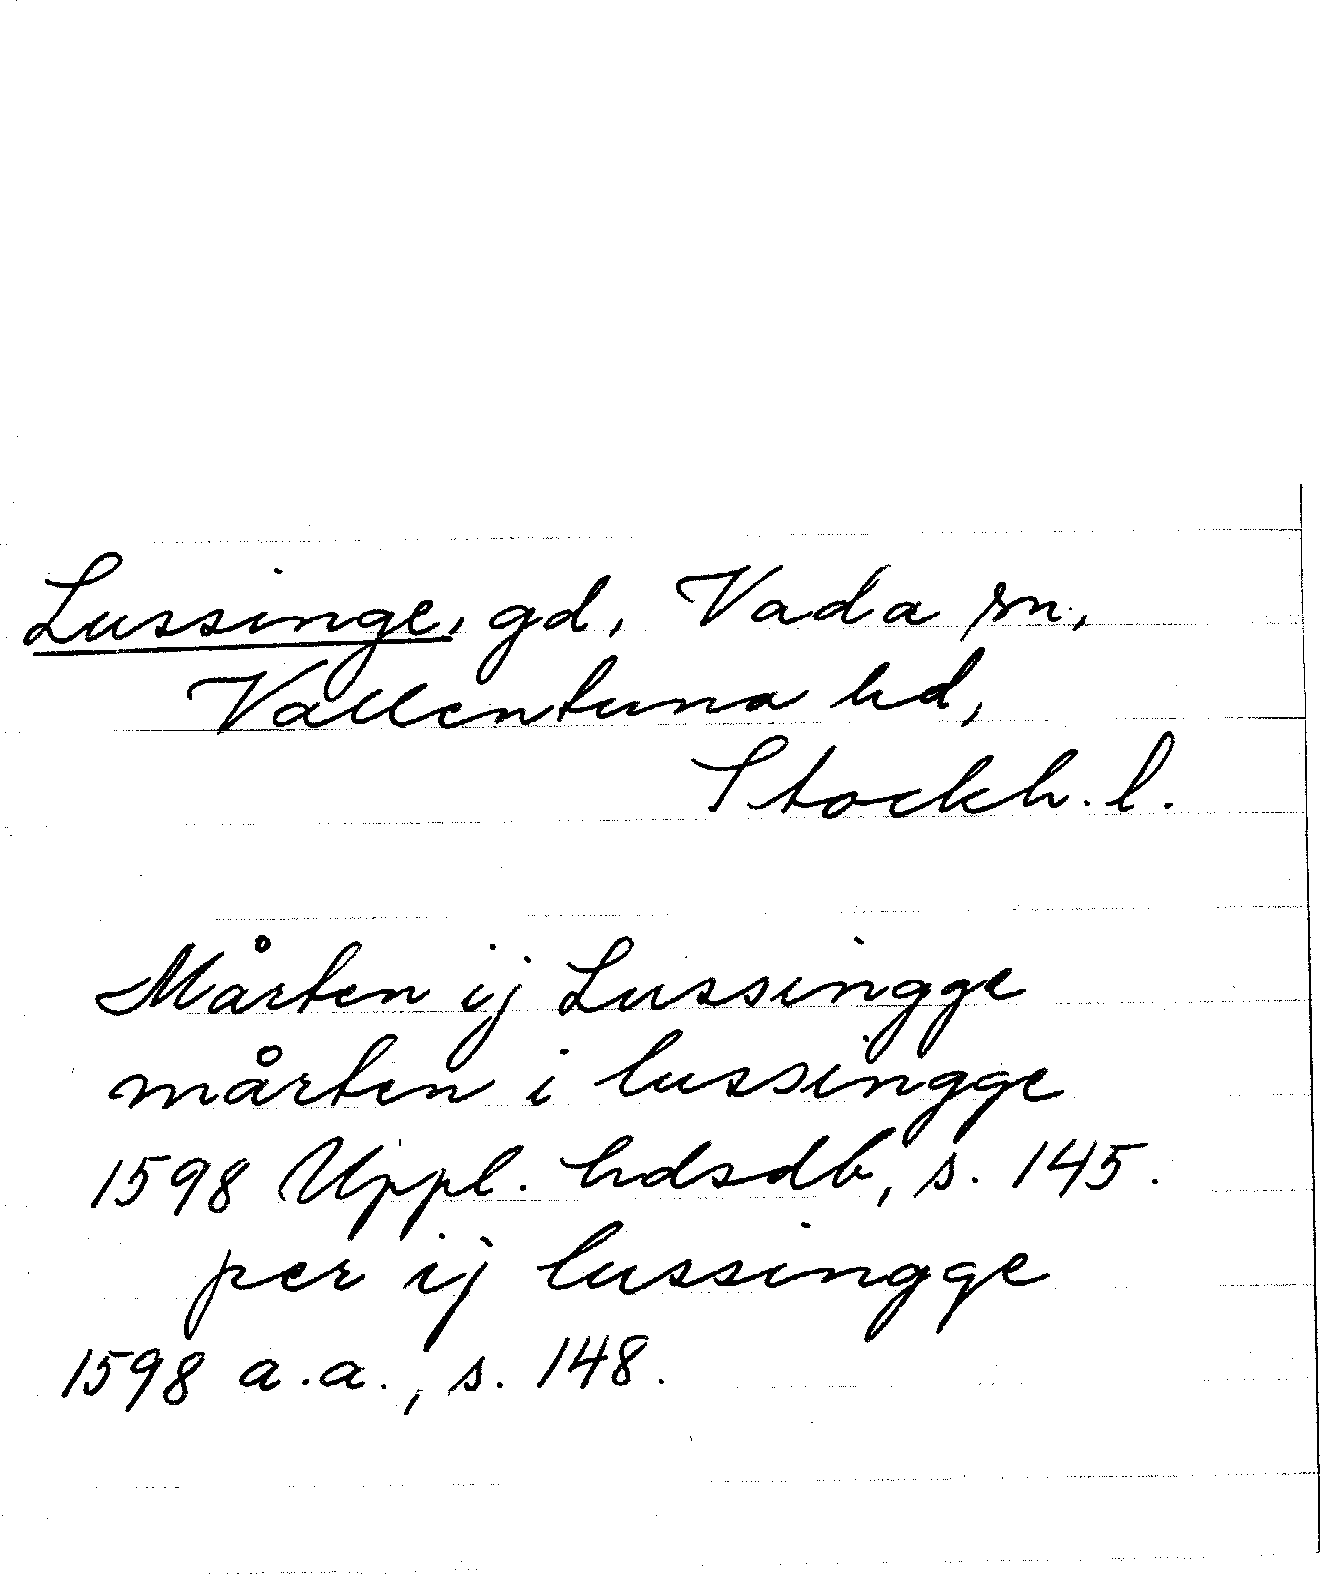 Lussinge, gd, Vada sn,
Vallentuna hd,
Stockh. l.
Mårten ij Lussingge
mårten i lussingge
1598 Uppl. hdsdb, s. 145.
per ij lussingge
1598 a.a., s. 148.